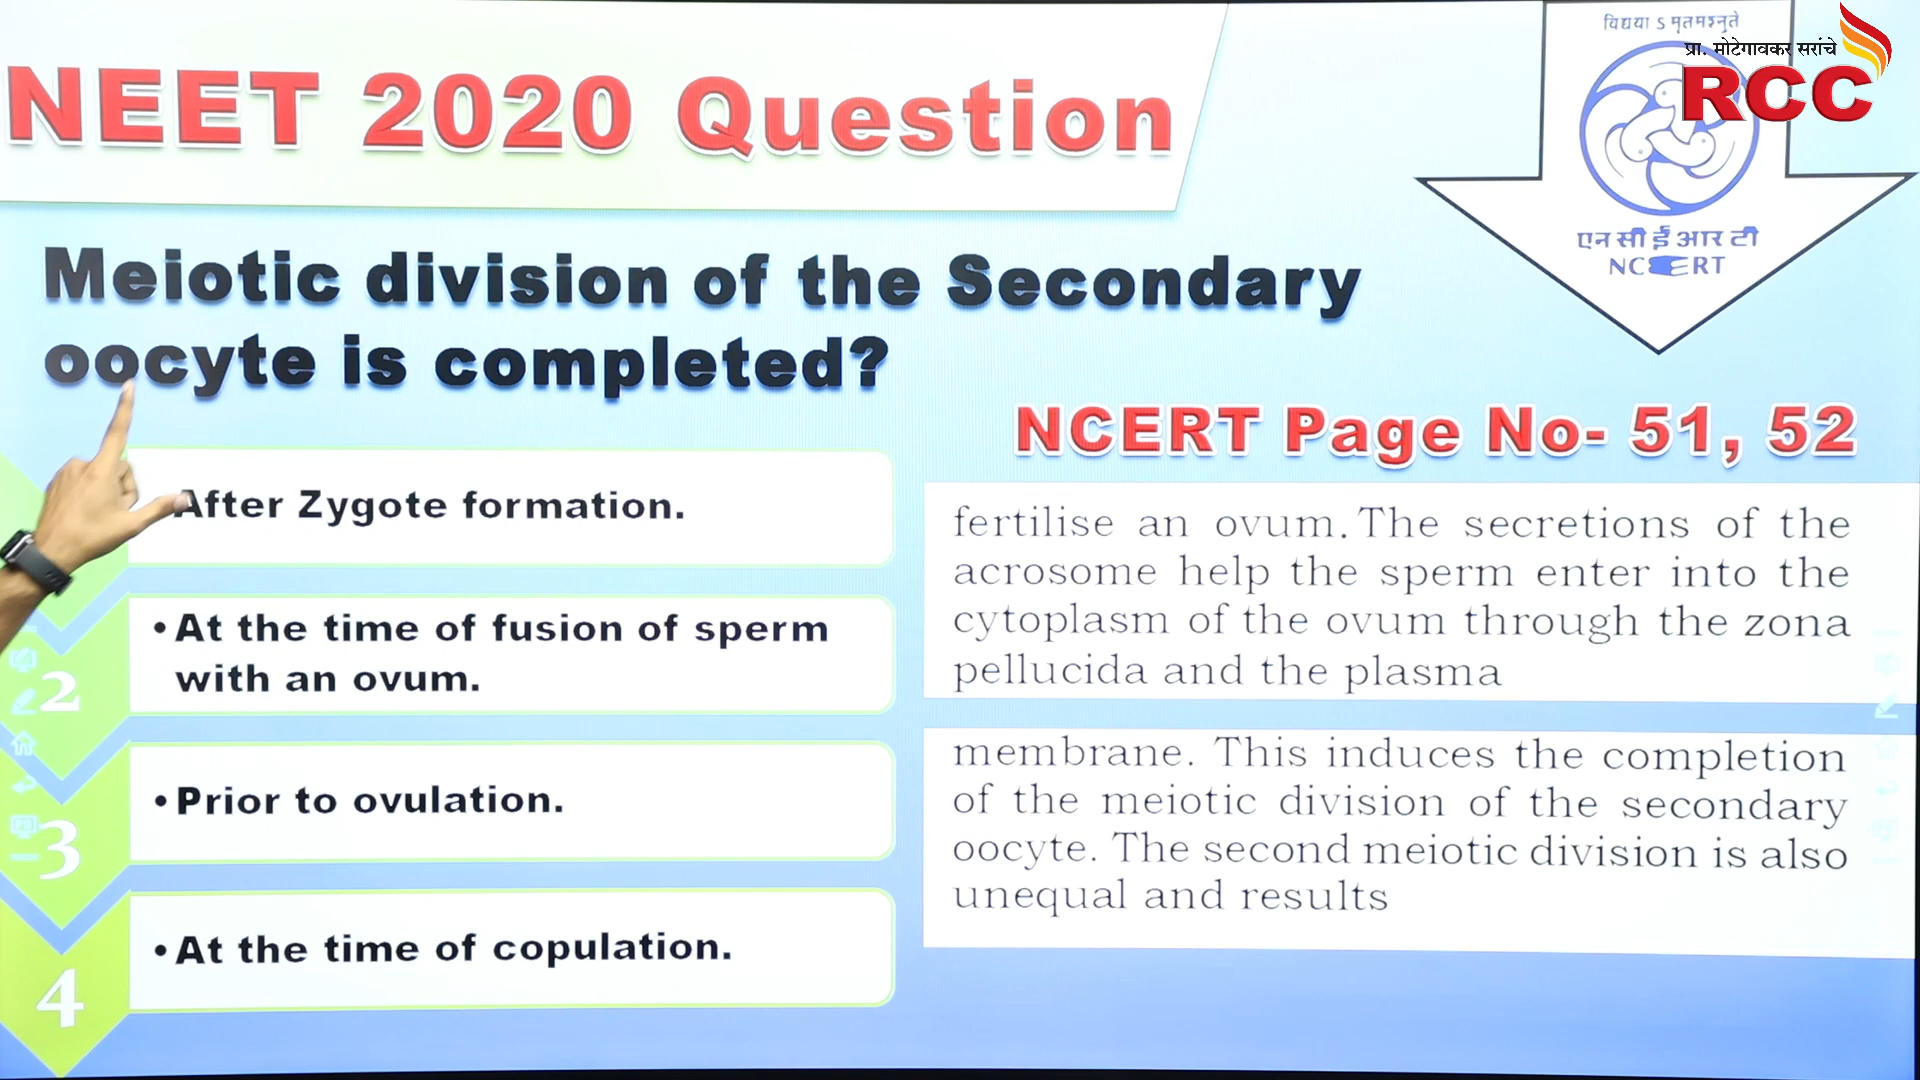 विद्यया ऽ मृतमश्नुते
प्रा. मोटेगावकर सरांचे
RCC
NEET 2020 Question
एन सी ई आर टी
NCERT
Meiotic division of the Secondary
oocyte is completed?
NCERT Page No- 51, 52
After Zygote formation.
2
• At the time of fusion of sperm
with an ovum.
3
• Prior to ovulation.
4
• At the time of copulation.
fertilise an ovum. The secretions of the
acrosome help the sperm enter into the
cytoplasm of the ovum through the zona
pellucida and the plasma
membrane. This induces the completion
of the meiotic division of the secondary
oocyte. The second meiotic division is also
unequal and results